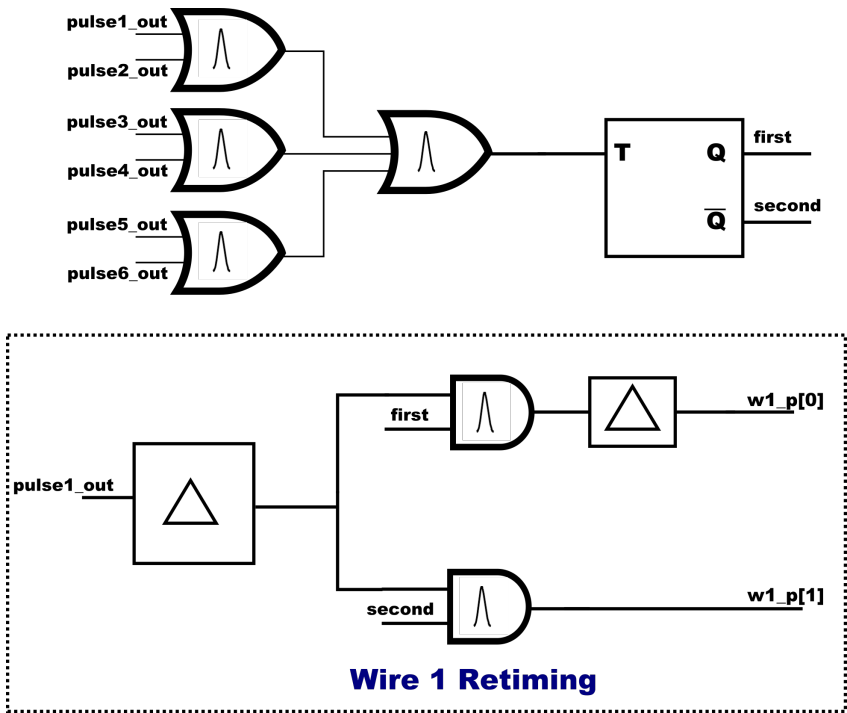 pulse1_out
pulse2_out
pulse3_out
pulse4_out
pulse5_out
pulse6_out
T
Q
first
Q̅
second
pulse1_out
first
w1_p[0]
second
w1_p[1]
Wire 1 Retiming